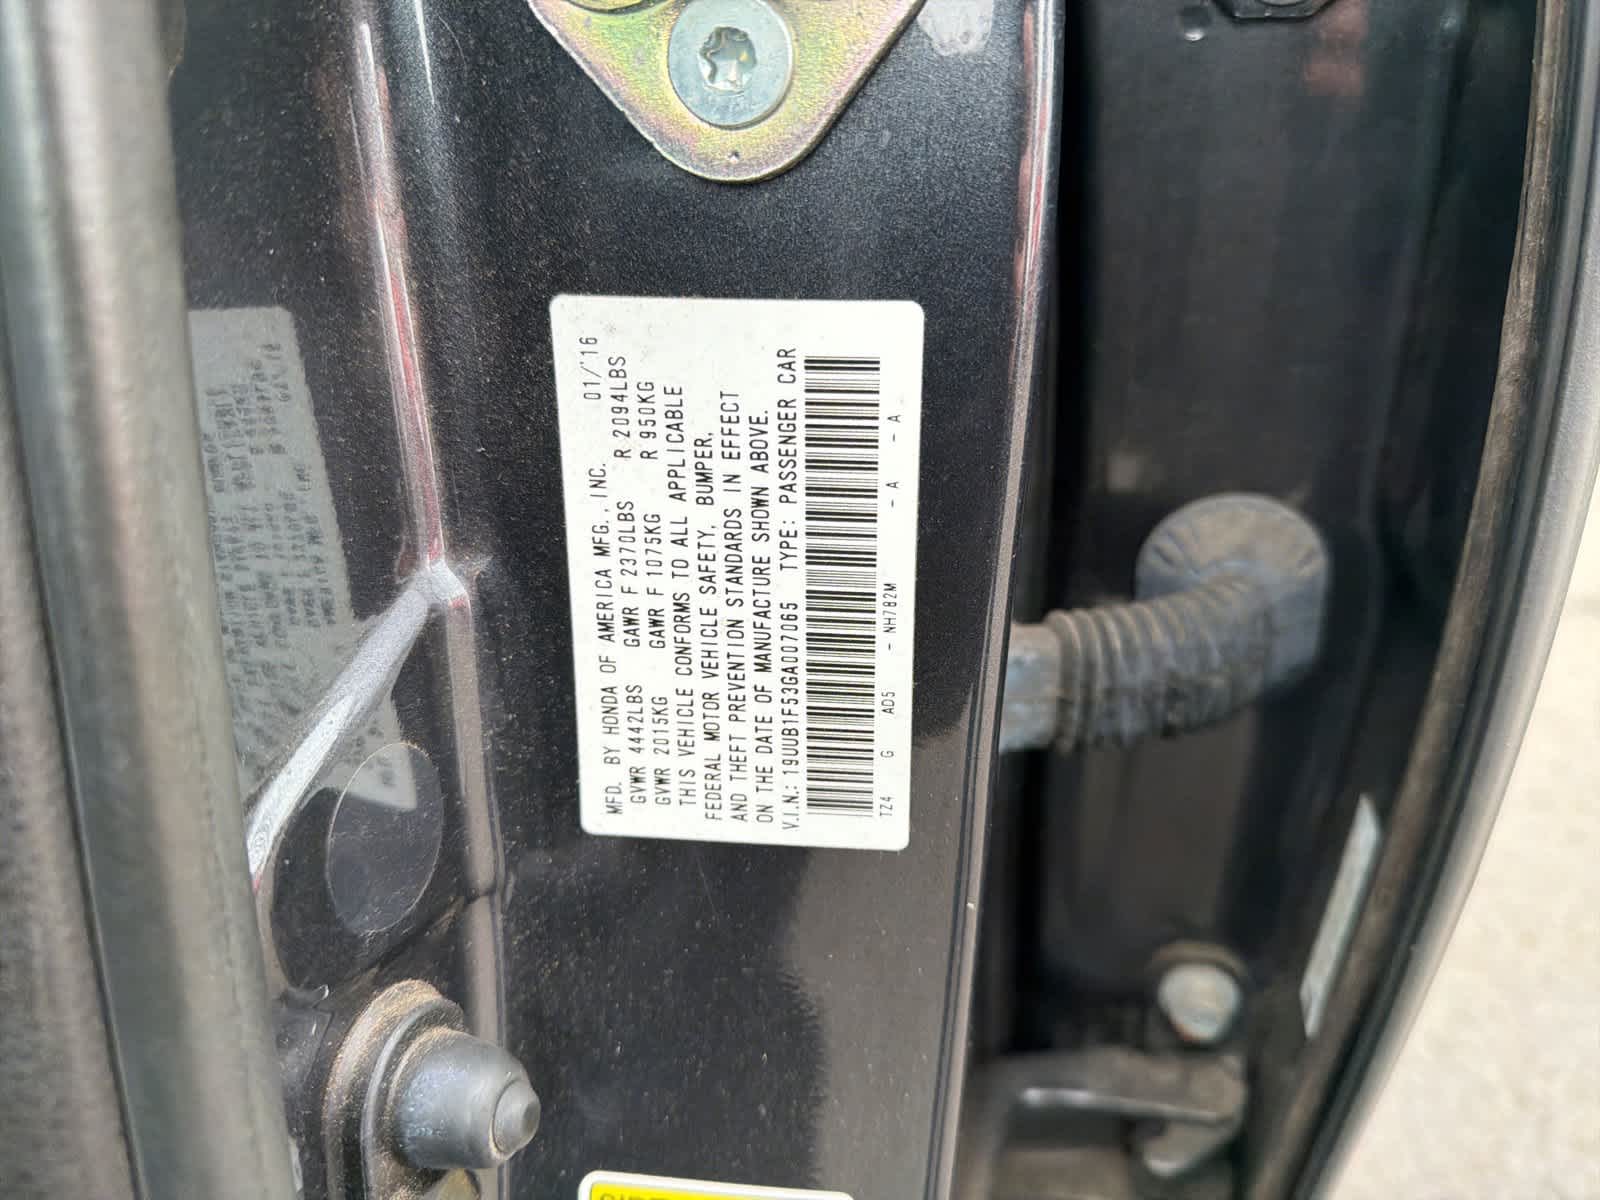 MFD. BY HONDA OF AMERICA MFG., INC. 01/'16
GVWR 4442LBS GAWR F 2370LBS R 2094LBS
GVWR 2015KG GAWR F 1075KG R 950KG
THIS VEHICLE CONFORMS TO ALL APPLICABLE
FEDERAL MOTOR VEHICLE SAFETY, BUMPER,
AND THEFT PREVENTION STANDARDS IN EFFECT
ON THE DATE OF MANUFACTURE SHOWN ABOVE.
V.I.N.: 19UUB1F53GA007065 TYPE: PASSENGER CAR
TZ4 G AD5 - NH782M - A - A